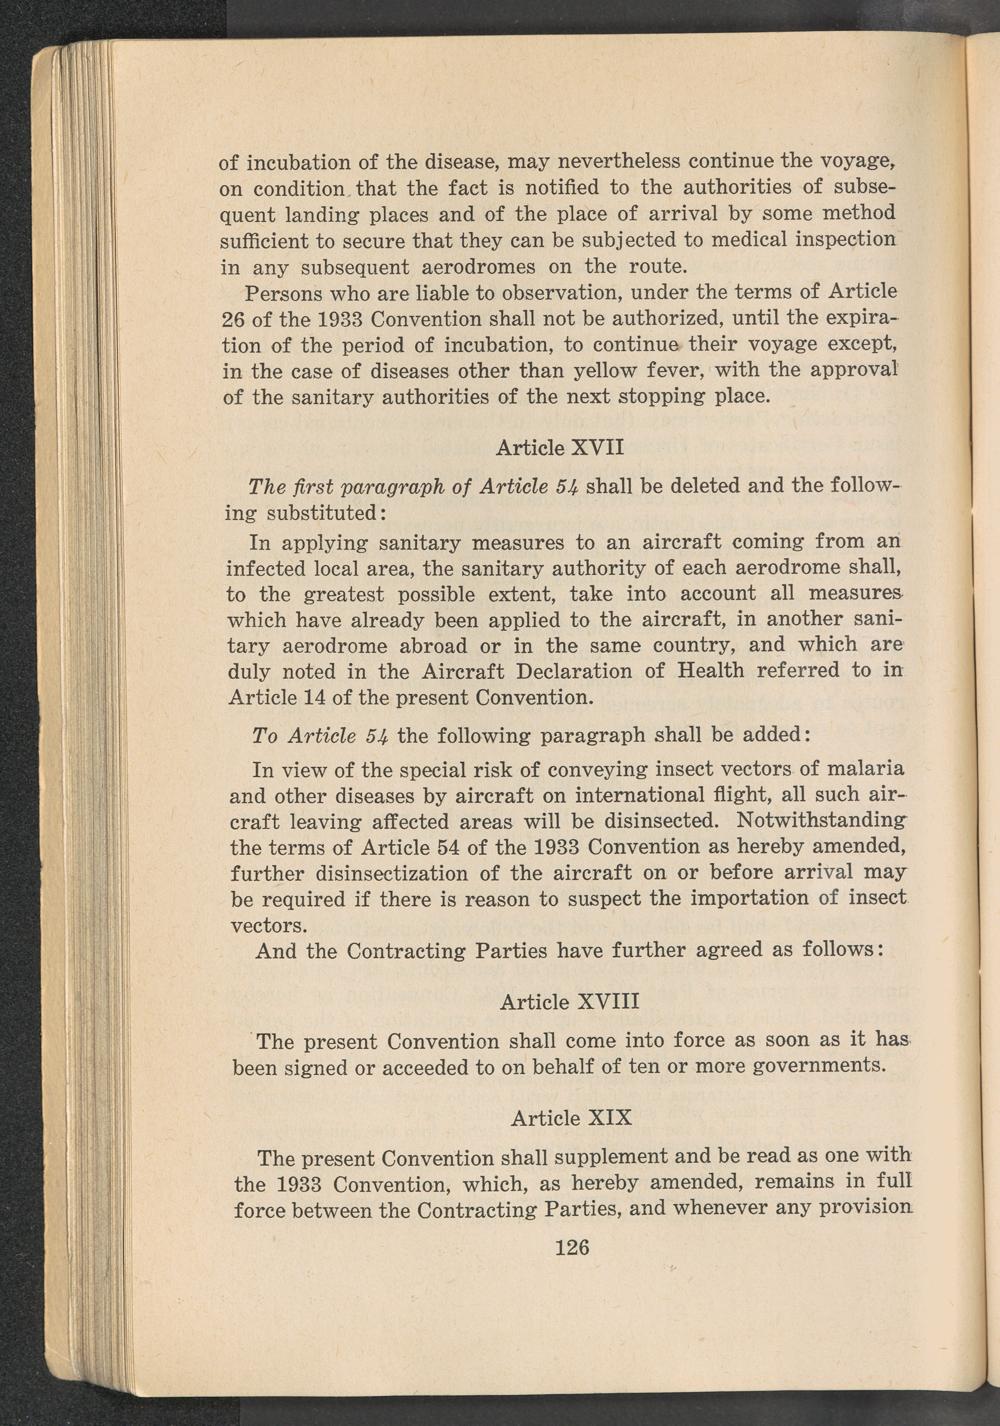 of incubation of the disease, may nevertheless continue the voyage,
on condition that the fact is notified to the authorities of subse-
quent landing places and of the place of arrival by some method
sufficient to secure that they can be subjected to medical inspection
in any subsequent aerodromes on the route.
Persons who are liable to observation, under the terms of Article
26 of the 1933 Convention shall not be authorized, until the expira-
tion of the period of incubation, to continue their voyage except,
in the case of diseases other than yellow fever, with the approval
of the sanitary authorities of the next stopping place.
Article XVII
The first paragraph of Article 54 shall be deleted and the follow-
ing substituted:
In applying sanitary measures to an aircraft coming from an
infected local area, the sanitary authority of each aerodrome shall,
to the greatest possible extent, take into account all measures
which have already been applied to the aircraft, in another sani-
tary aerodrome abroad or in the same country, and which are
duly noted in the Aircraft Declaration of Health referred to in
Article 14 of the present Convention.
To Article 54 the following paragraph shall be added:
In view of the special risk of conveying insect vectors of malaria
and other diseases by aircraft on international flight, all such air-
craft leaving affected areas will be disinsected. Notwithstanding
the terms of Article 54 of the 1933 Convention as hereby amended,
further disinsectization of the aircraft on or before arrival may
be required if there is reason to suspect the importation of insect
vectors.
And the Contracting Parties have further agreed as follows:
Article XVIII
The present Convention shall come into force as soon as it has
been signed or acceeded to on behalf of ten or more governments.
Article XIX
The present Convention shall supplement and be read as one with
the 1933 Convention, which, as hereby amended, remains in full
force between the Contracting Parties, and whenever any provision
126